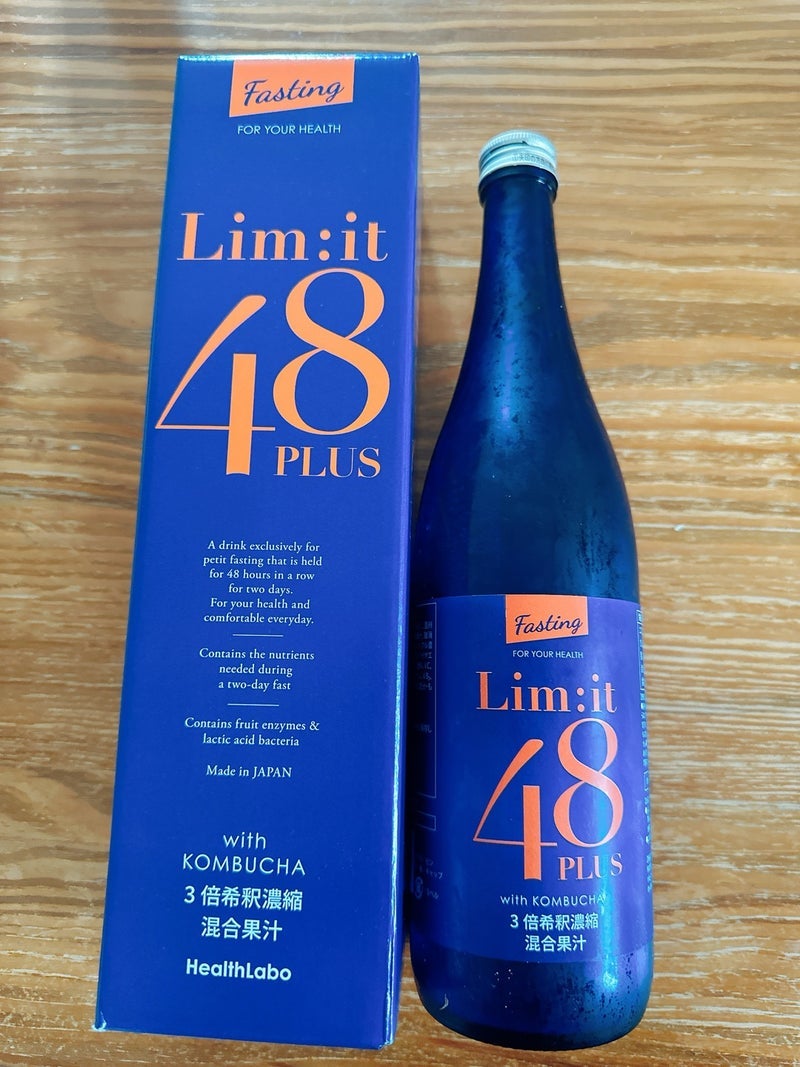 Fasting
FOR YOUR HEALTH
Lim:it
48
PLUS
A drink exclusively for
petit fasting that is held
for 48 hours in a row
for two days.
For your health and
comfortable everyday.
Contains the nutrients
needed during
a two-day fast
Contains fruit enzymes &
lactic acid bacteria
Made in JAPAN
with
KOMBUCHA
3倍希釈濃縮
混合果汁
HealthLabo
Fasting
FOR YOUR HEALTH
Lim:it
48
PLUS
with KOMBUCHA
3倍希釈濃縮
混合果汁